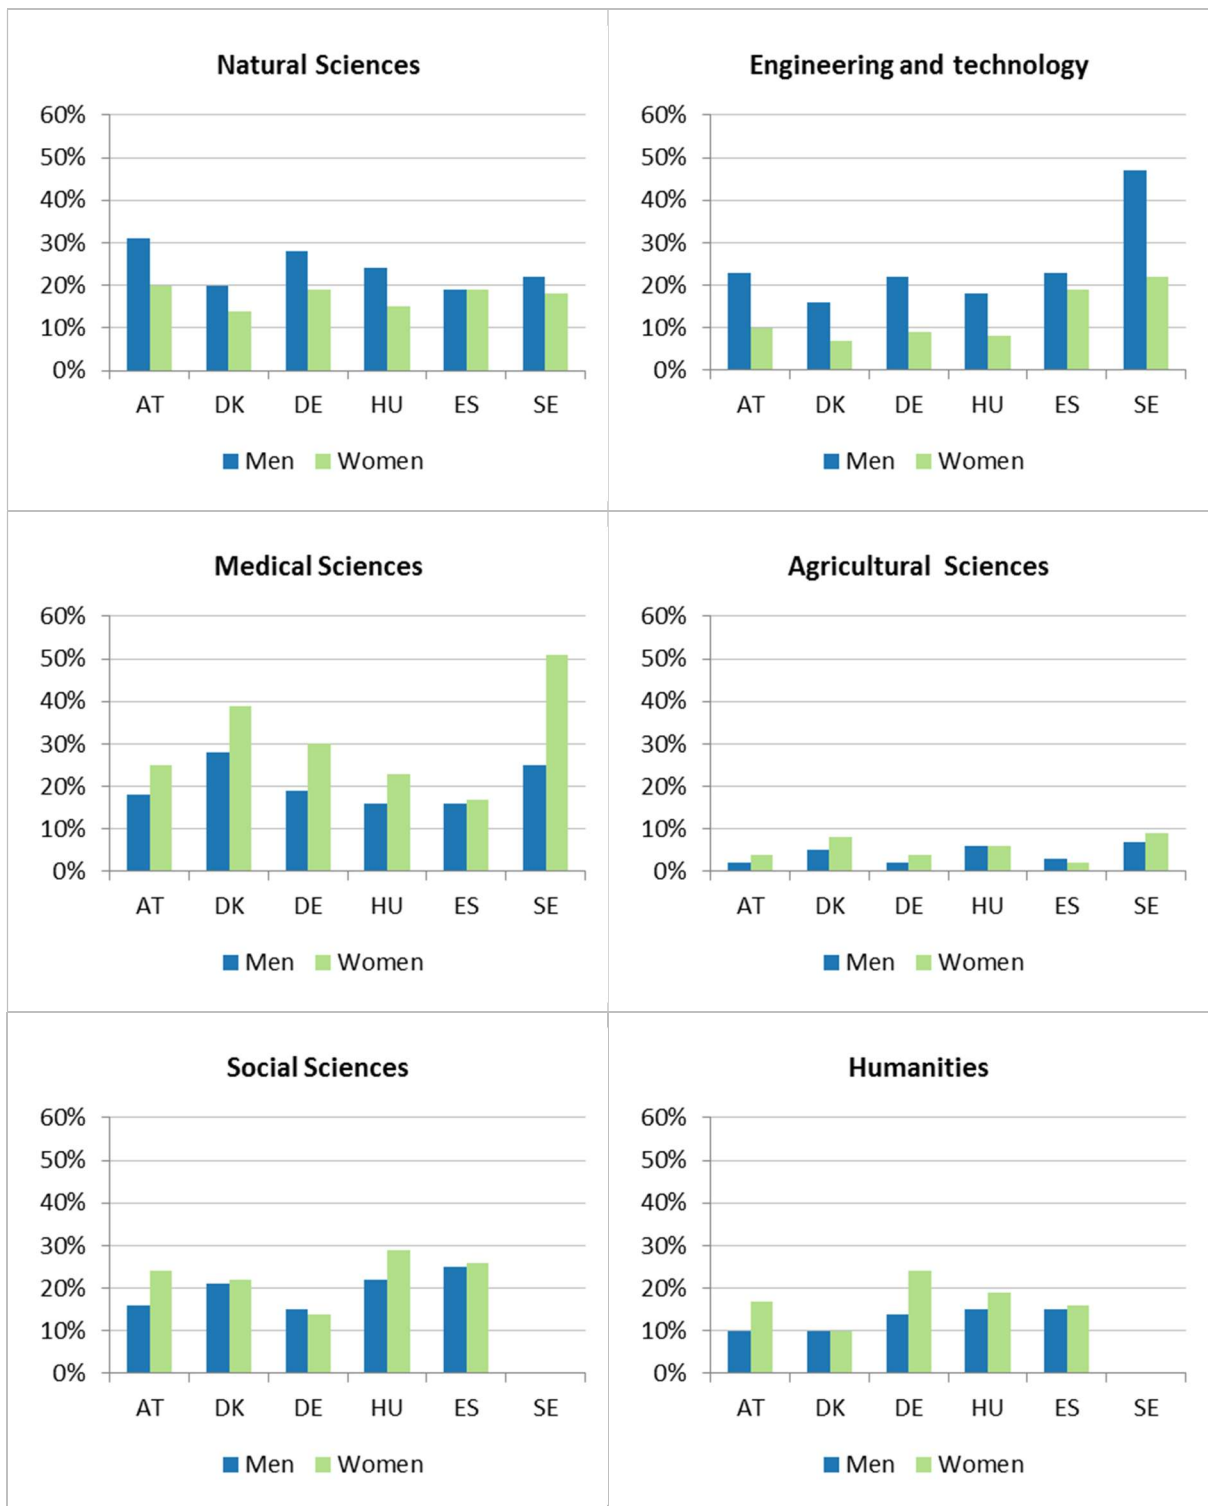 Natural Sciences
60%
50%
40%
30%
20%
10%
0%
AT DK DE HU ES SE
Men Women
Engineering and technology
60%
50%
40%
30%
20%
10%
0%
AT DK DE HU ES SE
Men Women
Medical Sciences
60%
50%
40%
30%
20%
10%
0%
AT DK DE HU ES SE
Men Women
Agricultural Sciences
60%
50%
40%
30%
20%
10%
0%
AT DK DE HU ES SE
Men Women
Social Sciences
60%
50%
40%
30%
20%
10%
0%
AT DK DE HU ES SE
Men Women
Humanities
60%
50%
40%
30%
20%
10%
0%
AT DK DE HU ES SE
Men Women